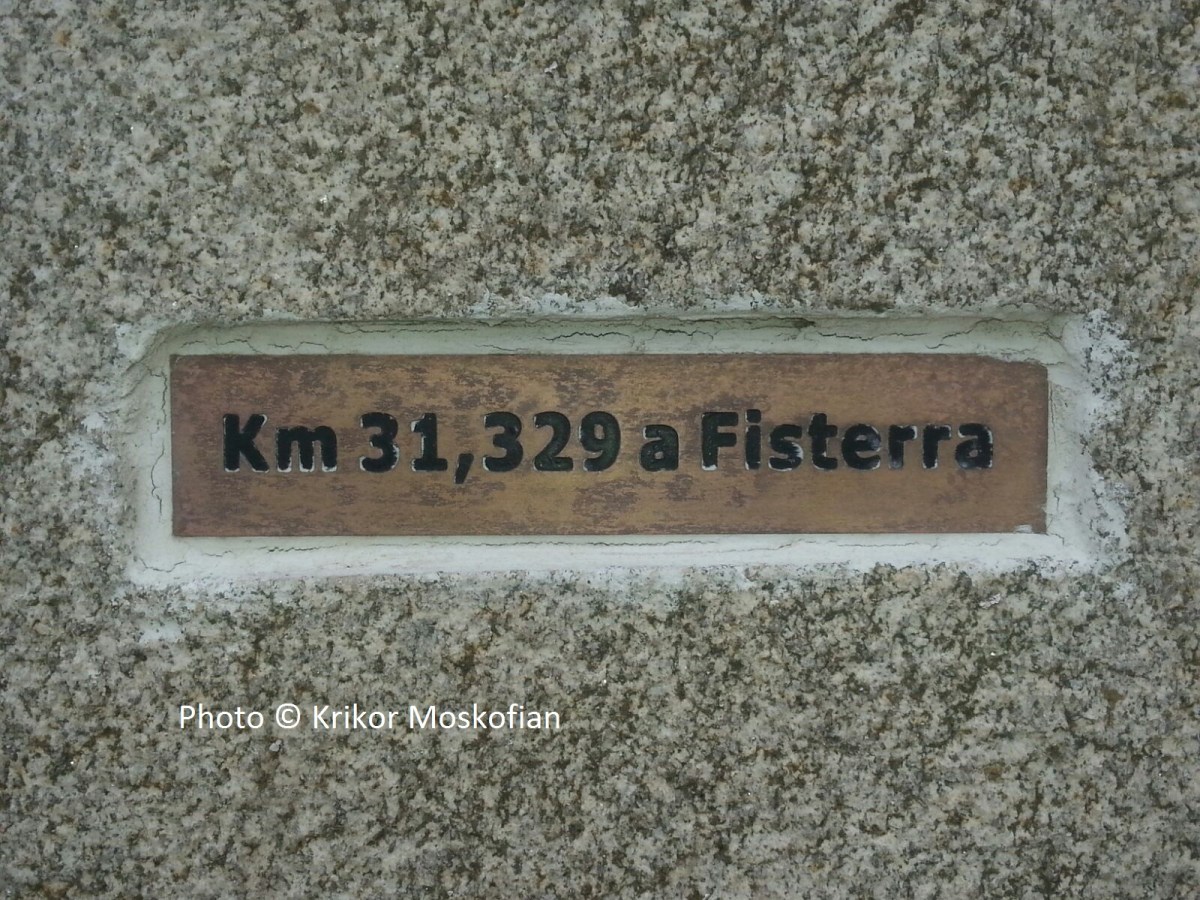 Km 31,329 a Fisterra
Photo © Krikor Moskofian